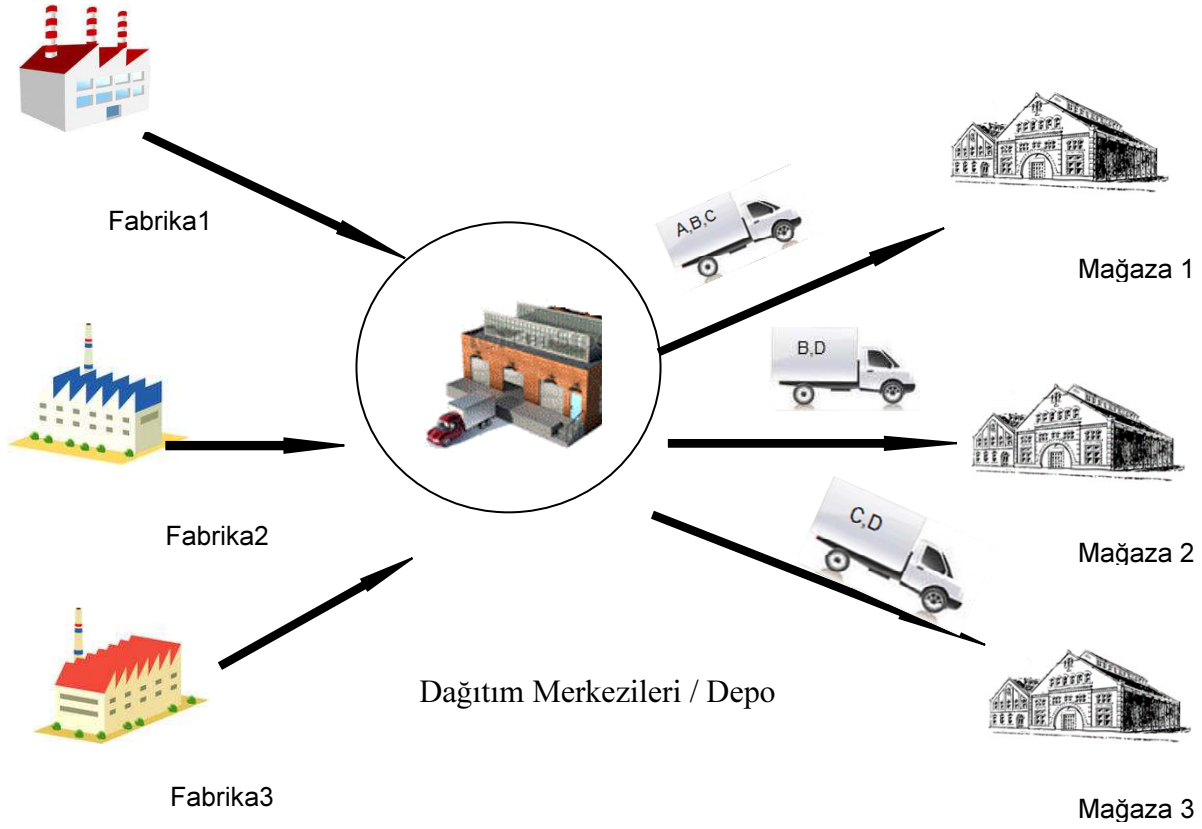 Fabrika1
A,B,C
Mağaza 1
B,D
Fabrika2
Mağaza 2
C,D
Dağıtım Merkezileri / Depo
Fabrika3
Mağaza 3